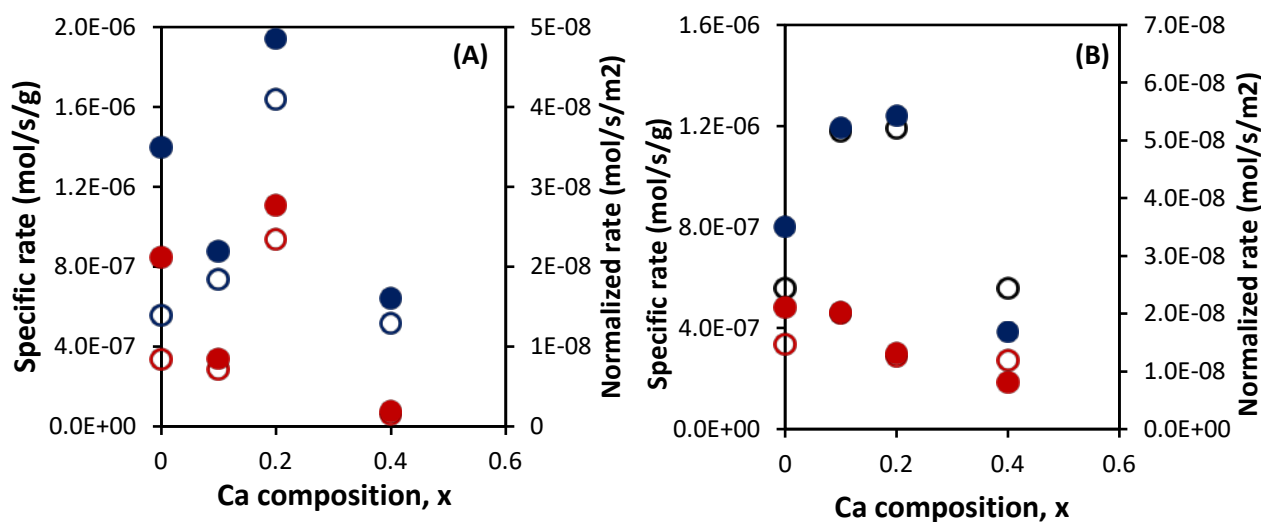 (A)
Specific rate (mol/s/g)
2.0E-06
1.6E-06
1.2E-06
8.0E-07
4.0E-07
0.0E+00
5E-08
4E-08
3E-08
2E-08
1E-08
0
Normalized rate (mol/s/m2)
0 0.2 0.4 0.6
Ca composition, x
(B)
Specific rate (mol/s/g)
1.6E-06
1.2E-06
8.0E-07
4.0E-07
0.0E+00
7.0E-08
6.0E-08
5.0E-08
4.0E-08
3.0E-08
2.0E-08
1.0E-08
0.0E+00
Normalized rate (mol/s/m2)
0 0.2 0.4 0.6
Ca composition, x